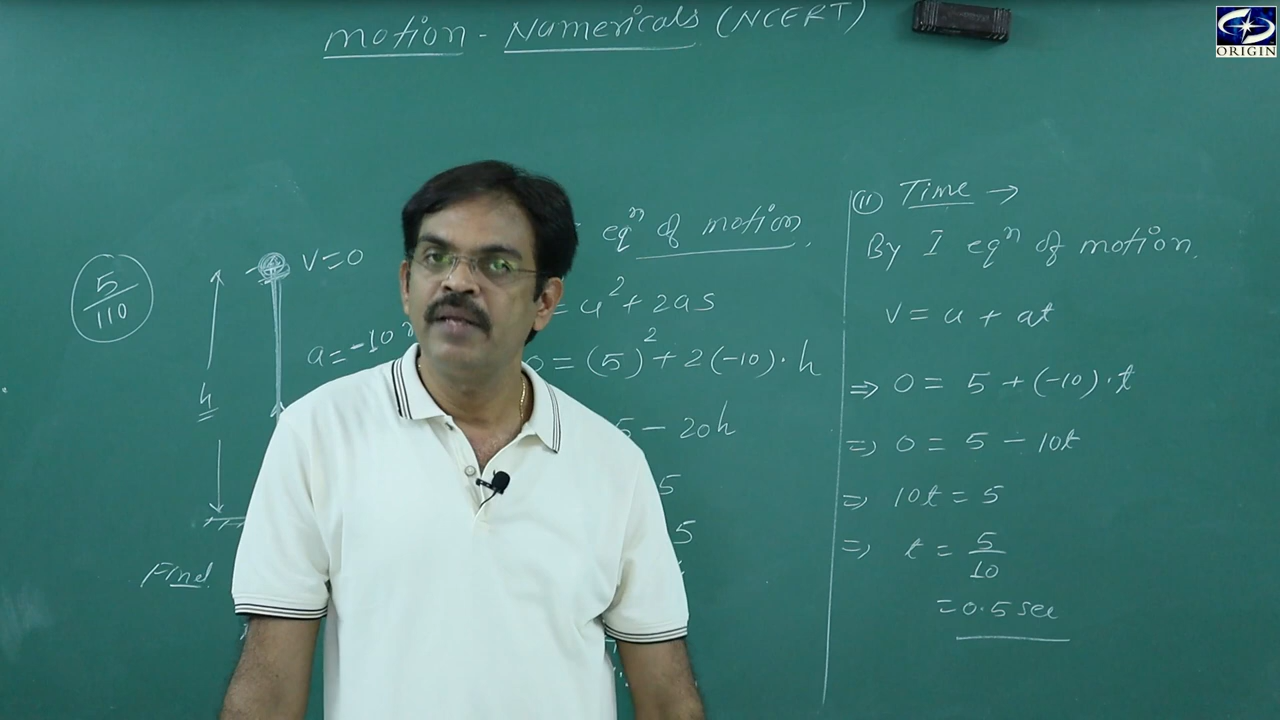 motion - Numericals (NCERT)
ORIGIN
5/110
v=0
a=-10
h
Find
eqⁿ of motion.
= u² + 2as
0 = (5)² + 2(-10)·h
5 - 20h
5
5
(ii) Time →
By I eqⁿ of motion.
v = u + at
⇒ 0 = 5 + (-10)·t
⇒ 0 = 5 - 10t
⇒ 10t = 5
⇒ t = 5/10
= 0.5 sec